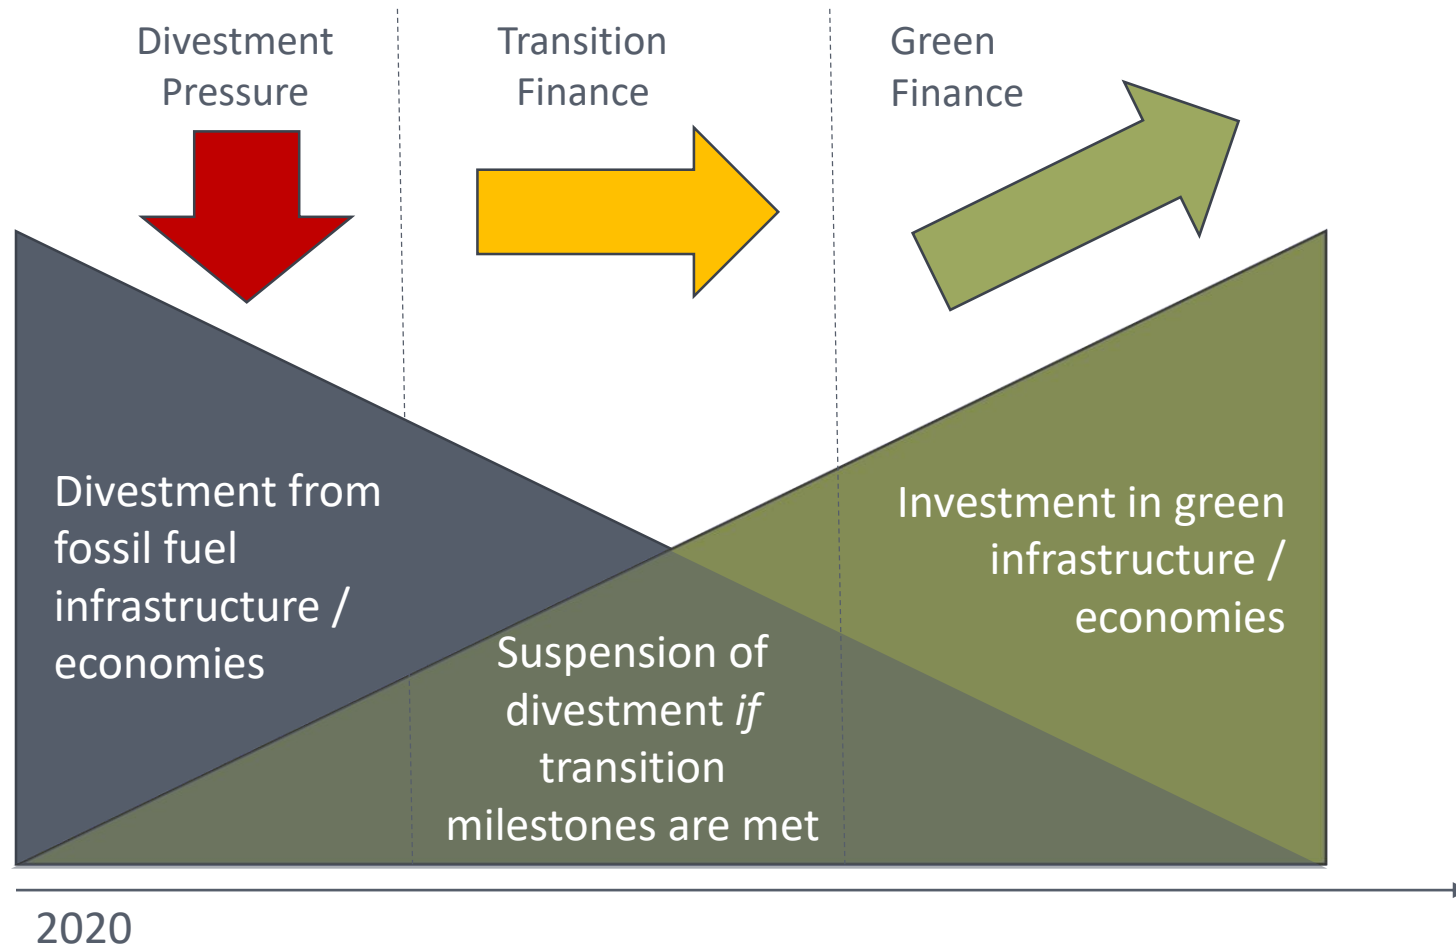 Divestment
Pressure
Transition
Finance
Green
Finance
Divestment from
fossil fuel
infrastructure /
economies
Suspension of
divestment if
transition
milestones are met
Investment in green
infrastructure /
economies
2020